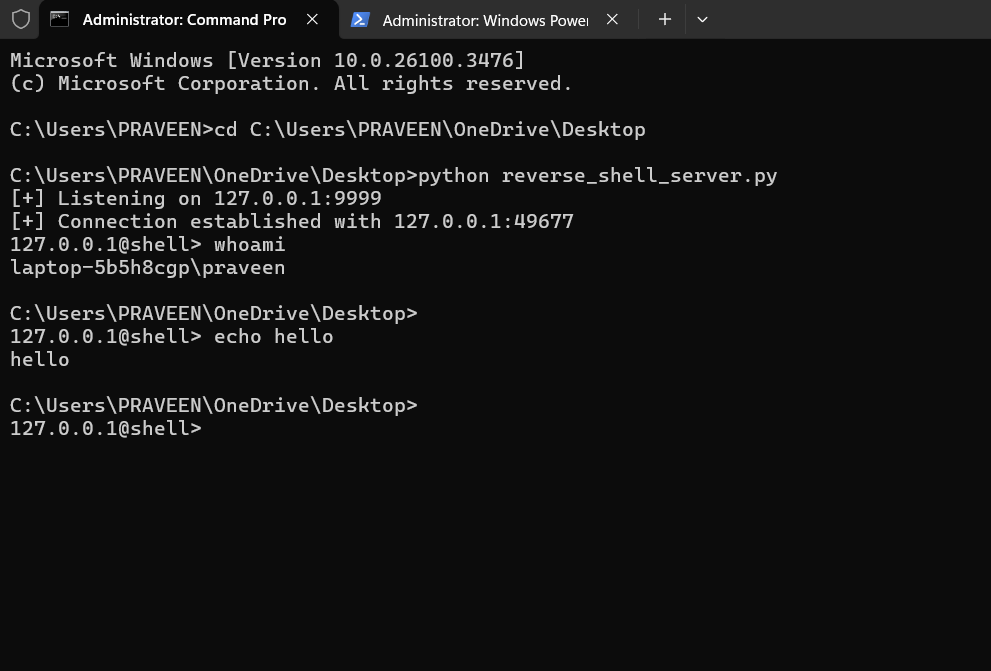 Administrator: Command Pro
Administrator: Windows Power
Microsoft Windows [Version 10.0.26100.3476]
(c) Microsoft Corporation. All rights reserved.
C:\Users\PRAVEEN>cd C:\Users\PRAVEEN\OneDrive\Desktop
C:\Users\PRAVEEN\OneDrive\Desktop>python reverse_shell_server.py
[+] Listening on 127.0.0.1:9999
[+] Connection established with 127.0.0.1:49677
127.0.0.1@shell> whoami
laptop-5b5h8cgp\praveen
C:\Users\PRAVEEN\OneDrive\Desktop>
127.0.0.1@shell> echo hello
hello
C:\Users\PRAVEEN\OneDrive\Desktop>
127.0.0.1@shell>